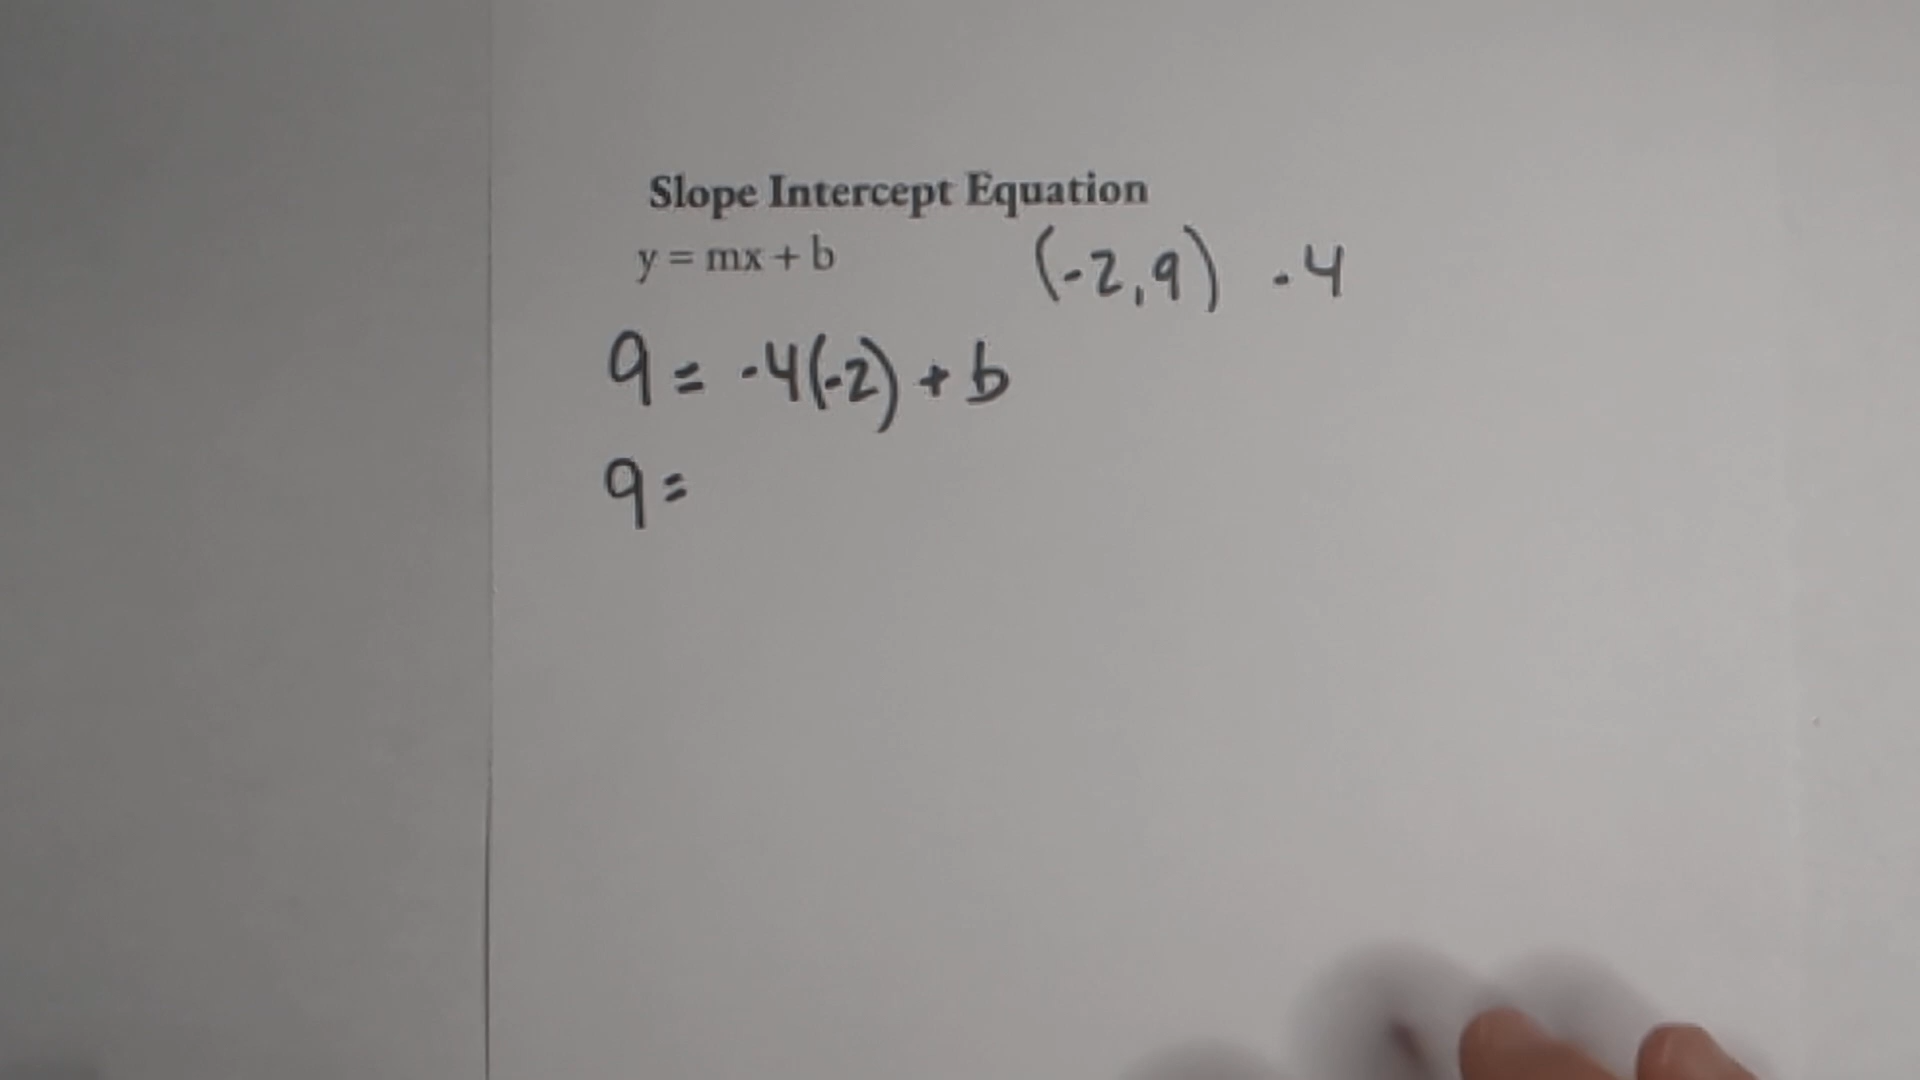 Slope Intercept Equation
y = mx + b (-2, 9) -4
9 = -4(-2) + b
9 =